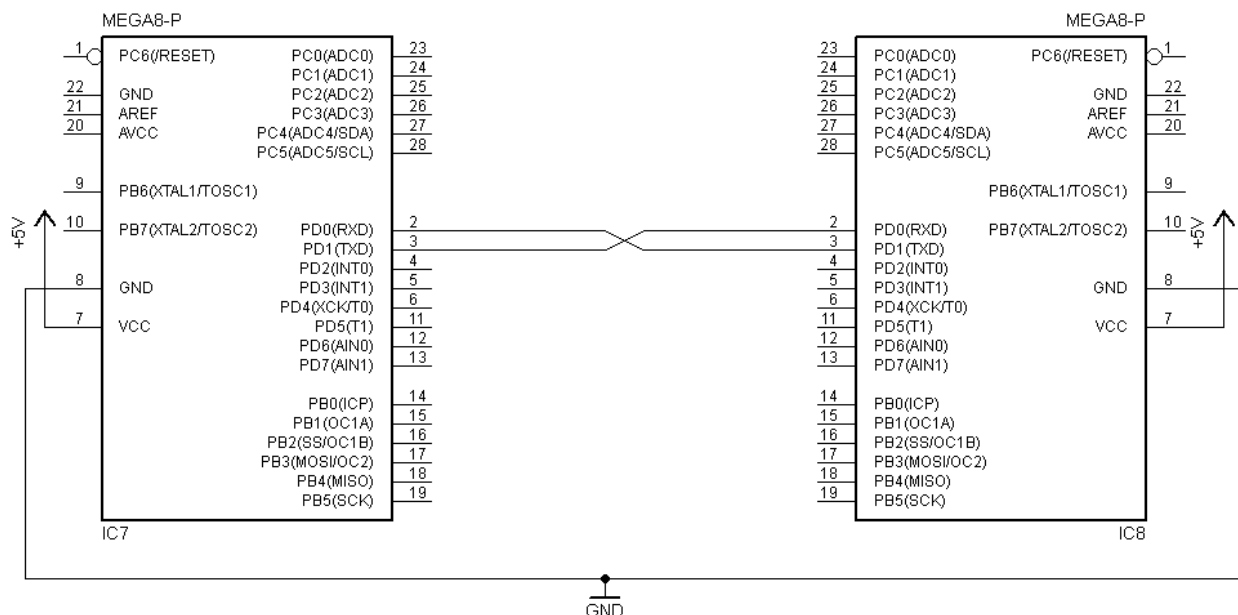 MEGA8-P
1 PC6(/RESET) PC0(ADC0) 23
PC1(ADC1) 24
22 GND PC2(ADC2) 25
21 AREF PC3(ADC3) 26
20 AVCC PC4(ADC4/SDA) 27
PC5(ADC5/SCL) 28
9 PB6(XTAL1/TOSC1)
+5V
10 PB7(XTAL2/TOSC2) PD0(RXD) 2
PD1(TXD) 3
PD2(INT0) 4
8 GND PD3(INT1) 5
PD4(XCK/T0) 6
7 VCC PD5(T1) 11
PD6(AIN0) 12
PD7(AIN1) 13
PB0(ICP) 14
PB1(OC1A) 15
PB2(SS/OC1B) 16
PB3(MOSI/OC2) 17
PB4(MISO) 18
PB5(SCK) 19
IC7
MEGA8-P
23 PC0(ADC0) PC6(/RESET) 1
24 PC1(ADC1)
25 PC2(ADC2) GND 22
26 PC3(ADC3) AREF 21
27 PC4(ADC4/SDA) AVCC 20
28 PC5(ADC5/SCL)
PB6(XTAL1/TOSC1) 9
2 PD0(RXD) PB7(XTAL2/TOSC2) 10
+5V
3 PD1(TXD)
4 PD2(INT0)
5 PD3(INT1) GND 8
6 PD4(XCK/T0)
11 PD5(T1) VCC 7
12 PD6(AIN0)
13 PD7(AIN1)
14 PB0(ICP)
15 PB1(OC1A)
16 PB2(SS/OC1B)
17 PB3(MOSI/OC2)
18 PB4(MISO)
19 PB5(SCK)
IC8
GND